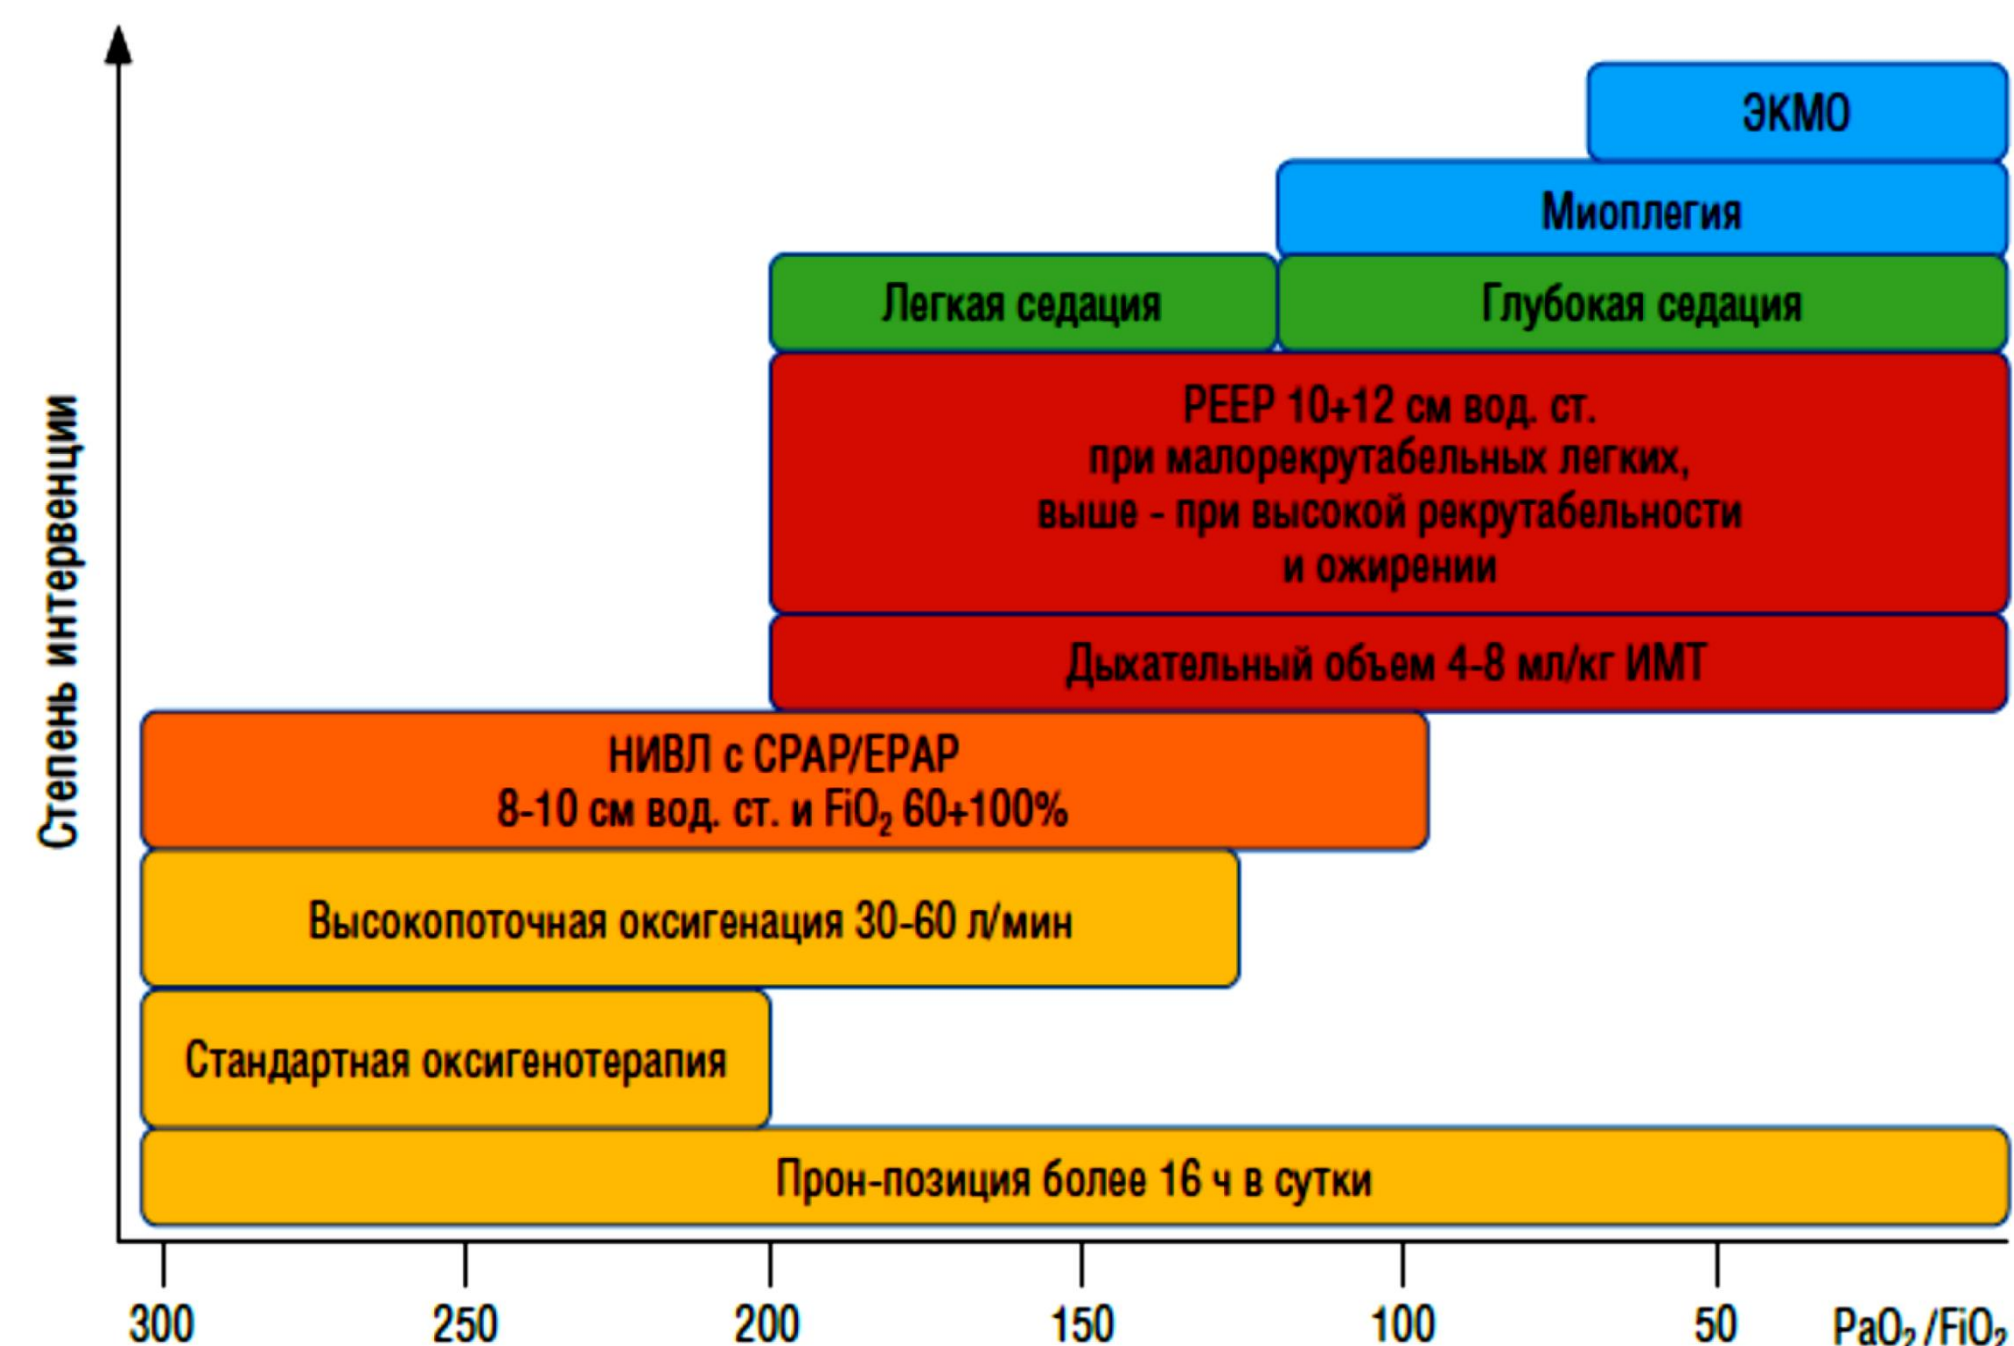 ЭКМО
Миоплегия
Легкая седация
Глубокая седация
PEEP 10+12 см вод. ст.
при малорекрутабельных легких,
выше - при высокой рекрутабельности
и ожирении
Дыхательный объем 4-8 мл/кг ИМТ
НИВЛ с CPAP/EPAP
8-10 см вод. ст. и FiO₂ 60+100%
Высокопоточная оксигенация 30-60 л/мин
Стандартная оксигенотерапия
Прон-позиция более 16 ч в сутки
Степень интервенции
300 250 200 150 100 50 PaO₂/FiO₂